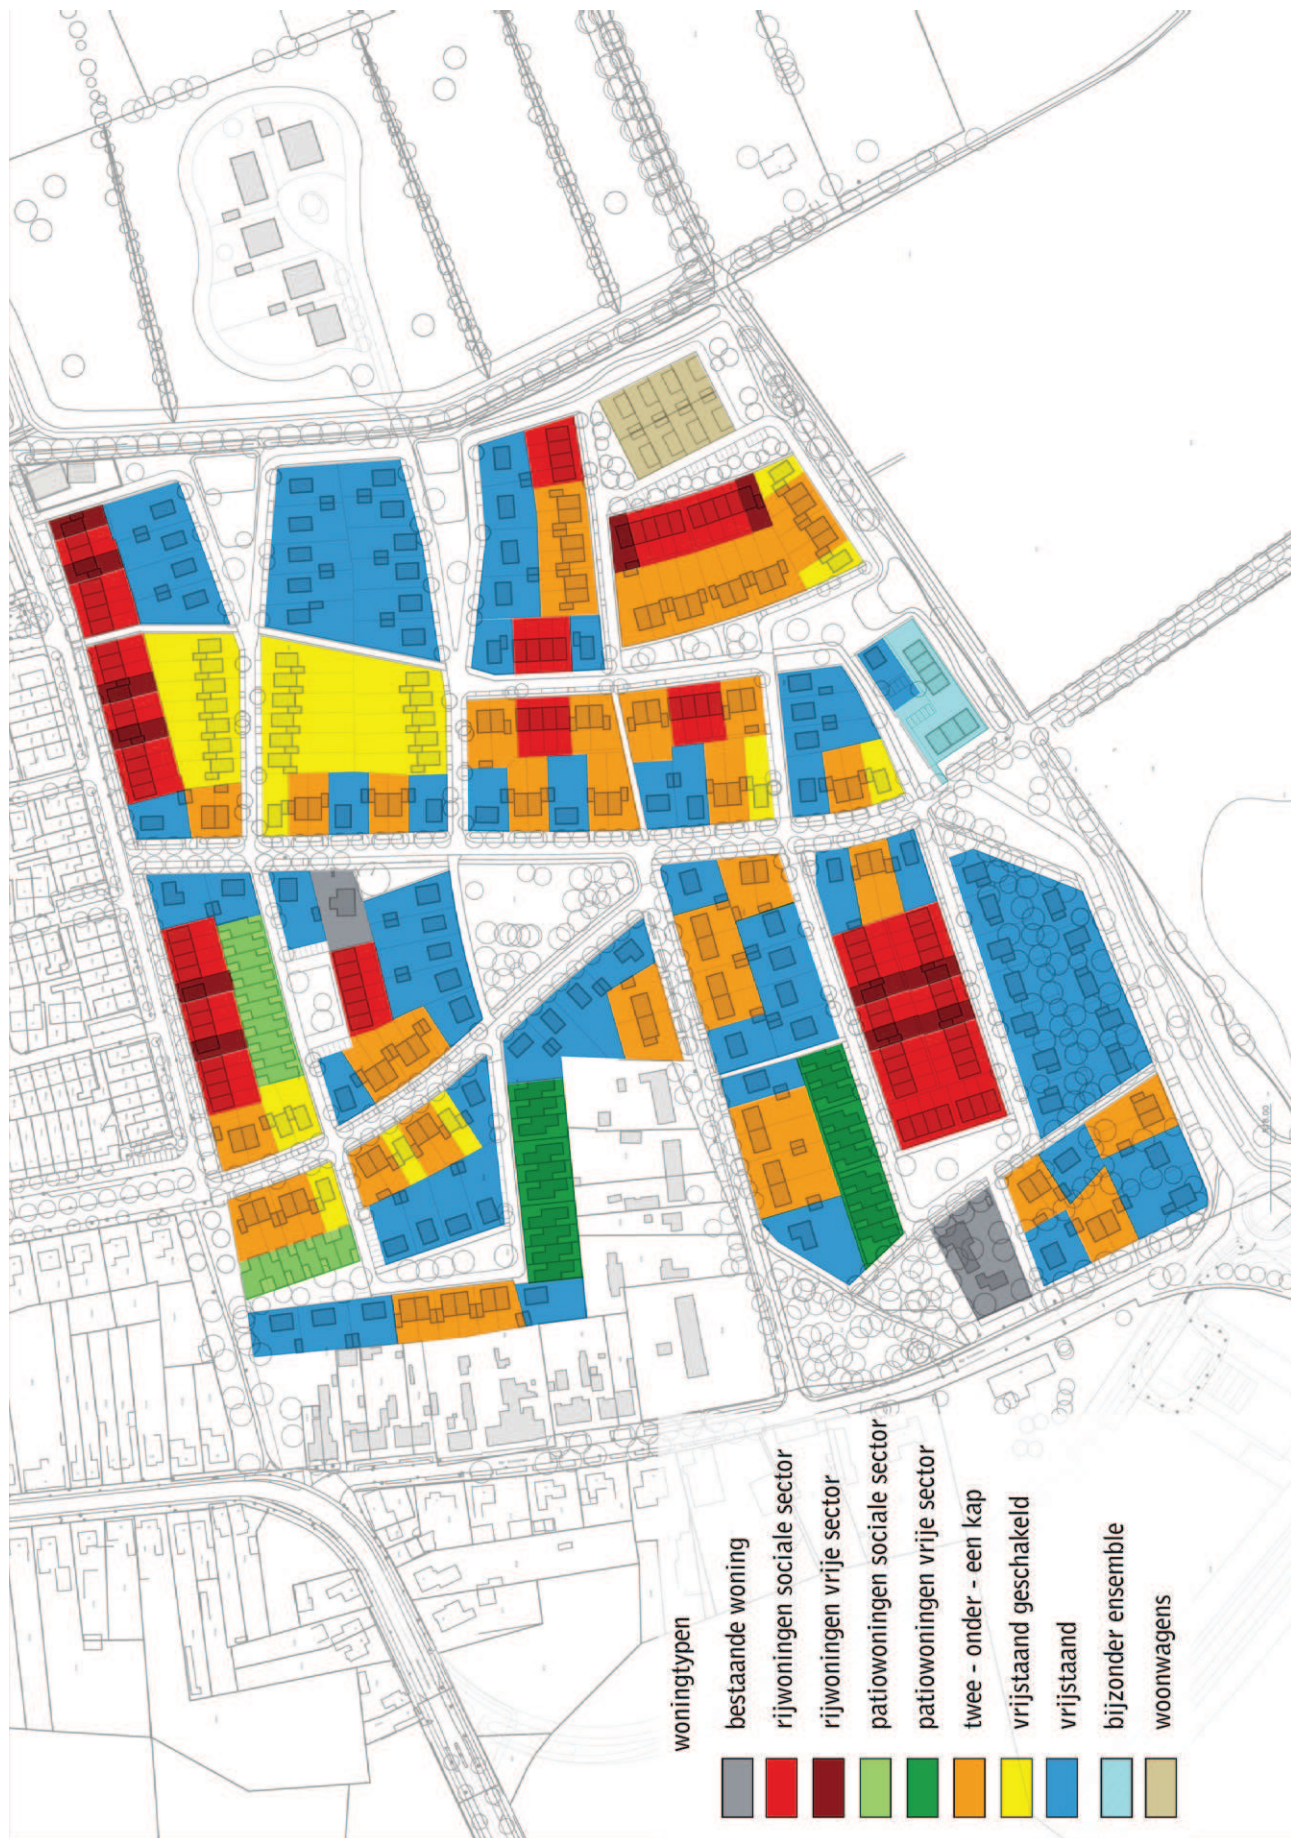 woningtypen
bestaande woning
rijwoningen sociale sector
rijwoningen vrije sector
patiowoningen sociale sector
patiowoningen vrije sector
twee - onder - een kap
vrijstaand geschakeld
vrijstaand
bijzonder ensemble
woonwagens